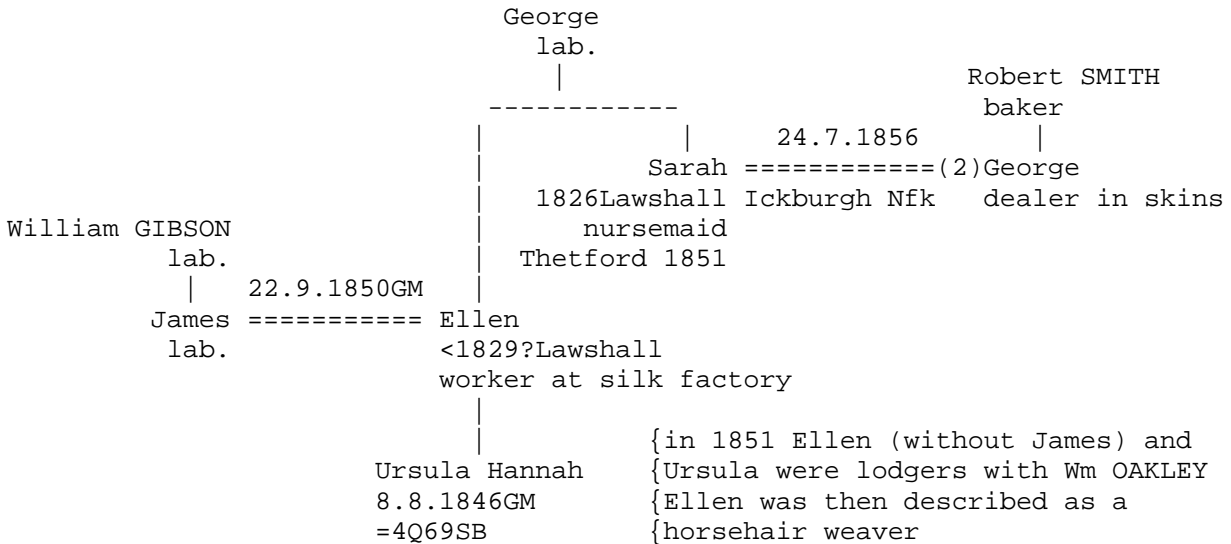 George
lab.
|                         Robert SMITH
------------                  baker
|            |     24.7.1856       |
|          Sarah ============(2)George
|   1826Lawshall Ickburgh Nfk   dealer in skins
William GIBSON                |      nursemaid
lab.               |  Thetford 1851
|   22.9.1850GM   |
James =========== Ellen
lab.             <1829?Lawshall
worker at silk factory
|
|          {in 1851 Ellen (without James) and
Ursula Hannah    {Ursula were lodgers with Wm OAKLEY
8.8.1846GM       {Ellen was then described as a
=4Q69SB          {horsehair weaver